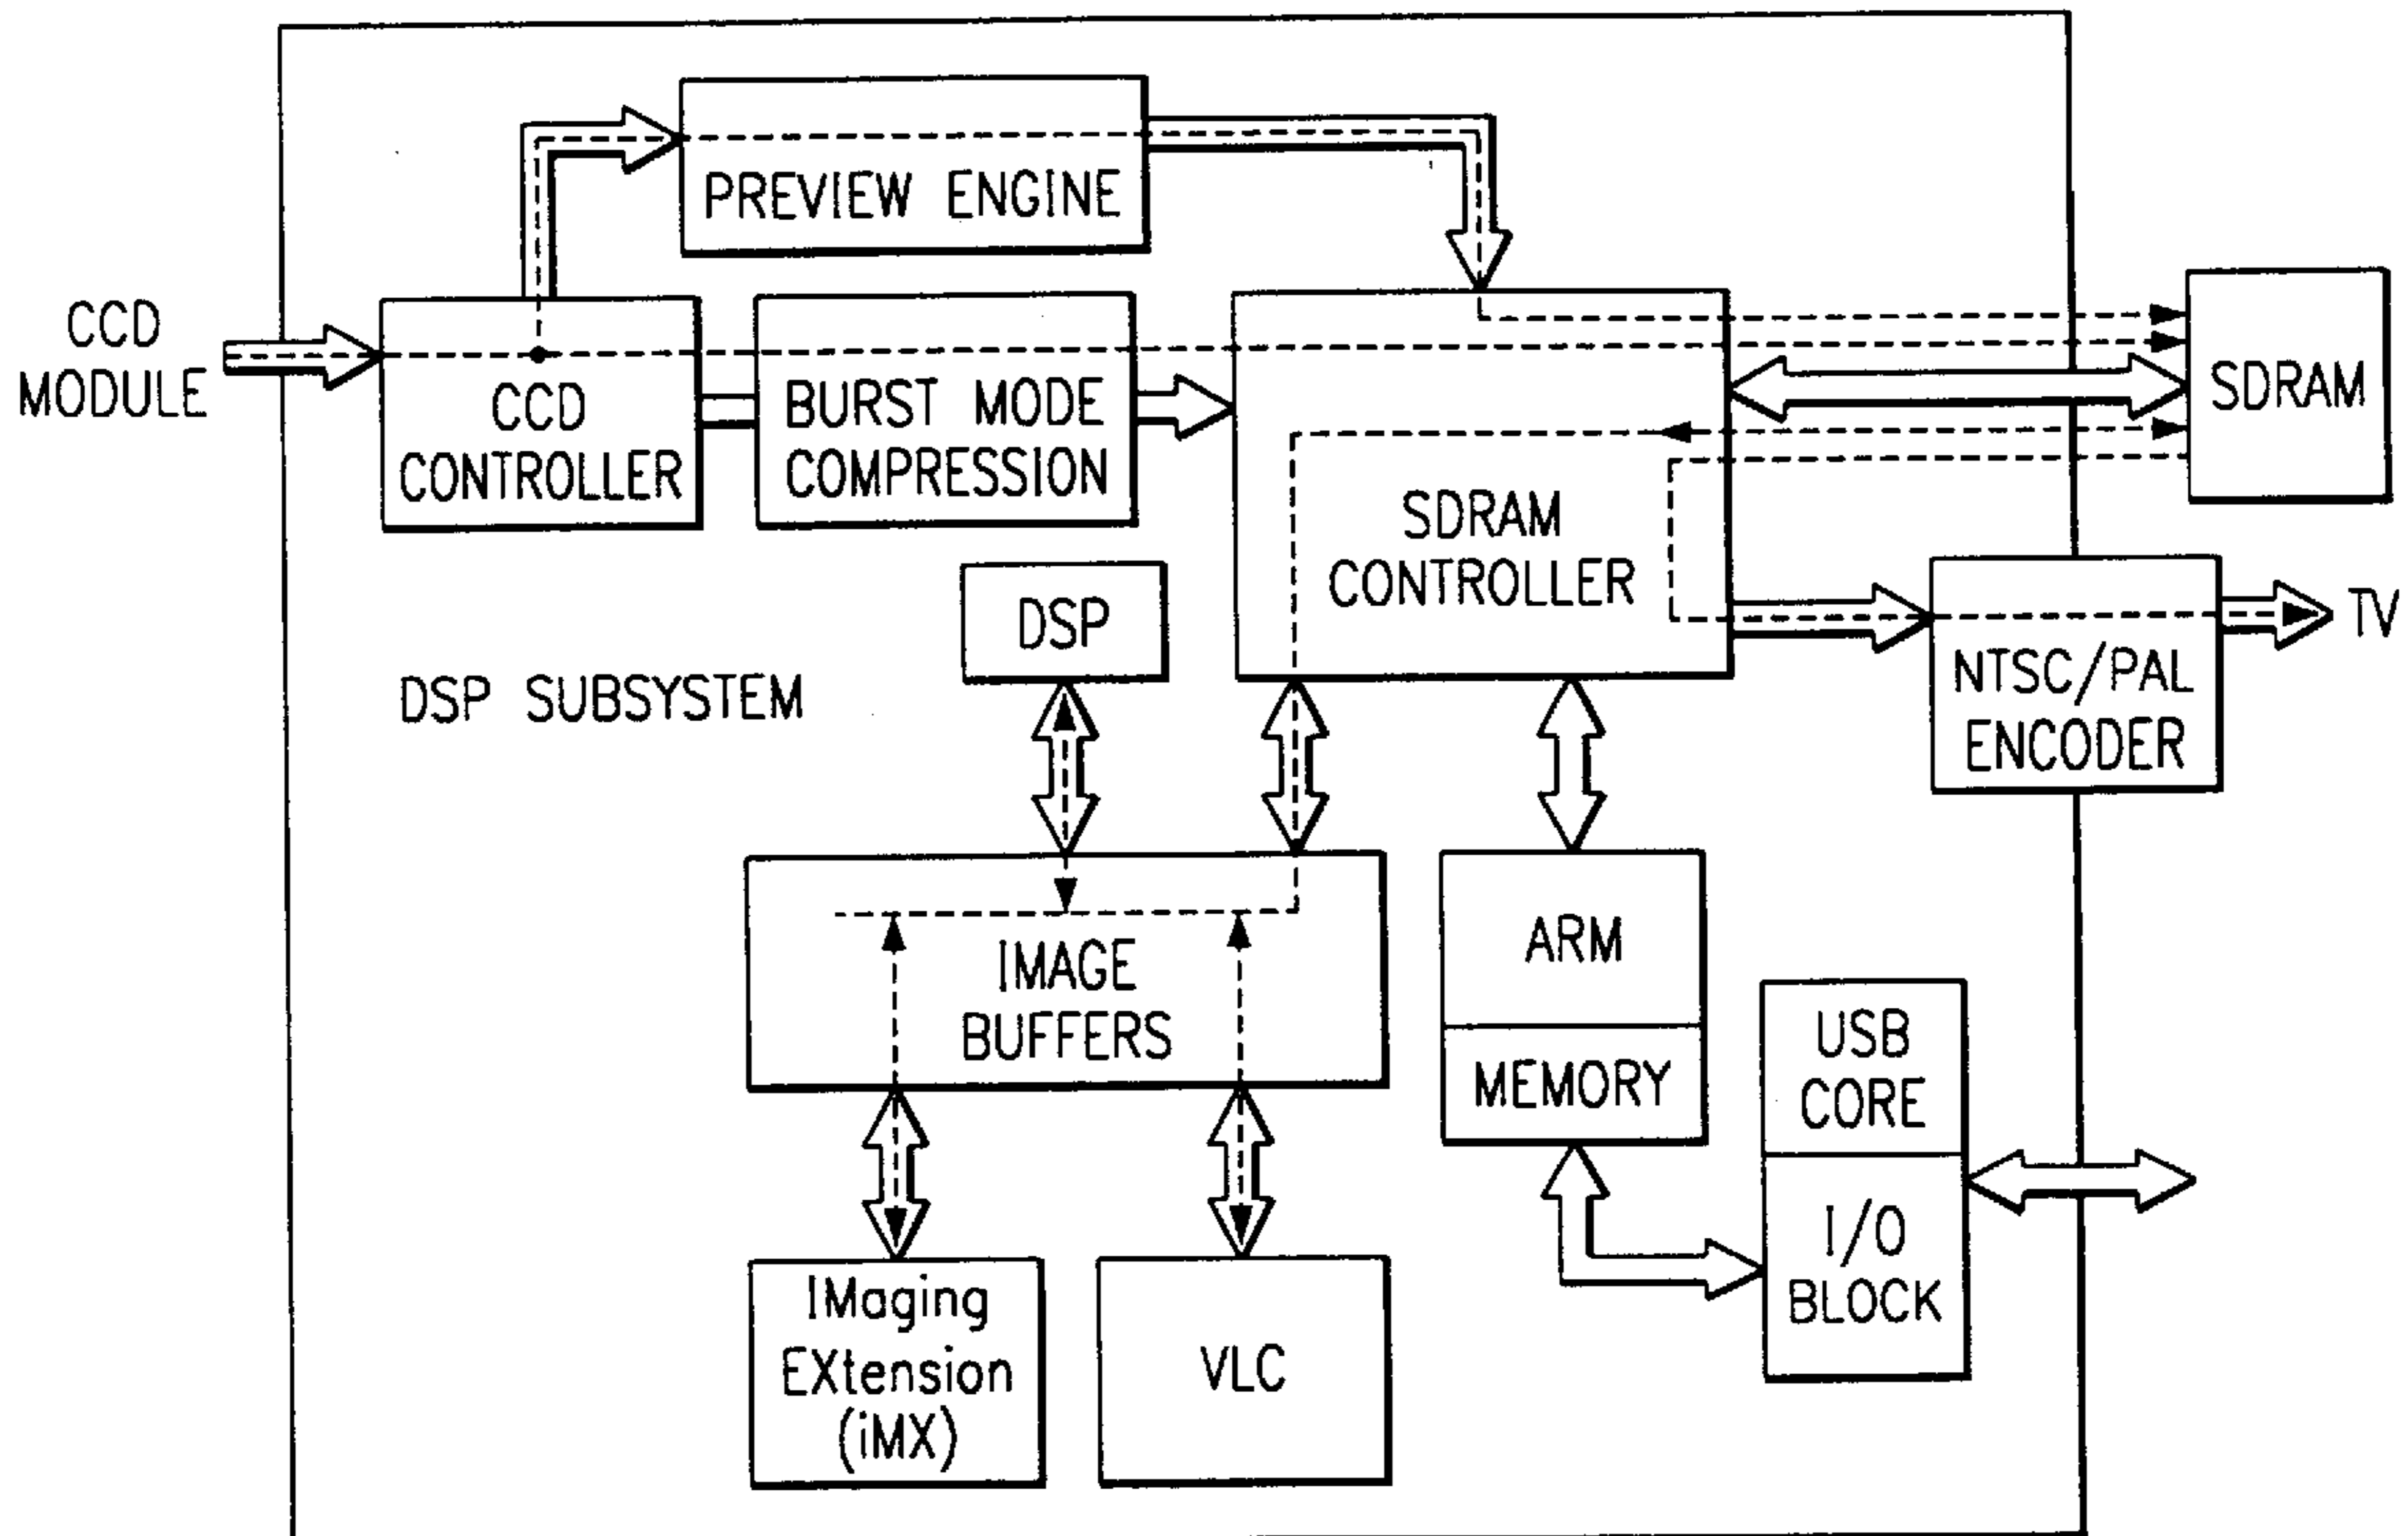 PREVIEW ENGINE
CCD
MODULE
CCD
CONTROLLER
BURST MODE
COMPRESSION
SDRAM
CONTROLLER
SDRAM
DSP
DSP SUBSYSTEM
NTSC/PAL
ENCODER
TV
IMAGE
BUFFERS
ARM
MEMORY
USB
CORE
I/O
BLOCK
IMaging
EXtension
(iMX)
VLC